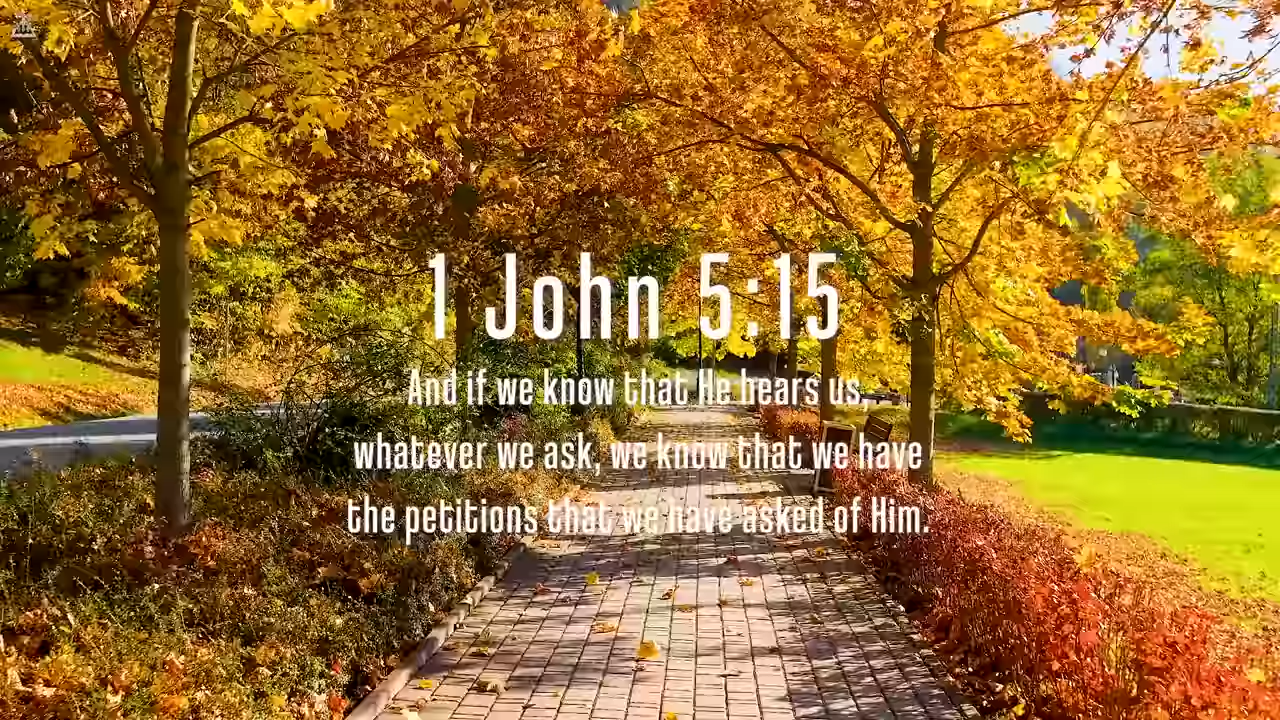 1 John 5:15
And if we know that He hears us,
whatever we ask, we know that we have
the petitions that we have asked of Him.